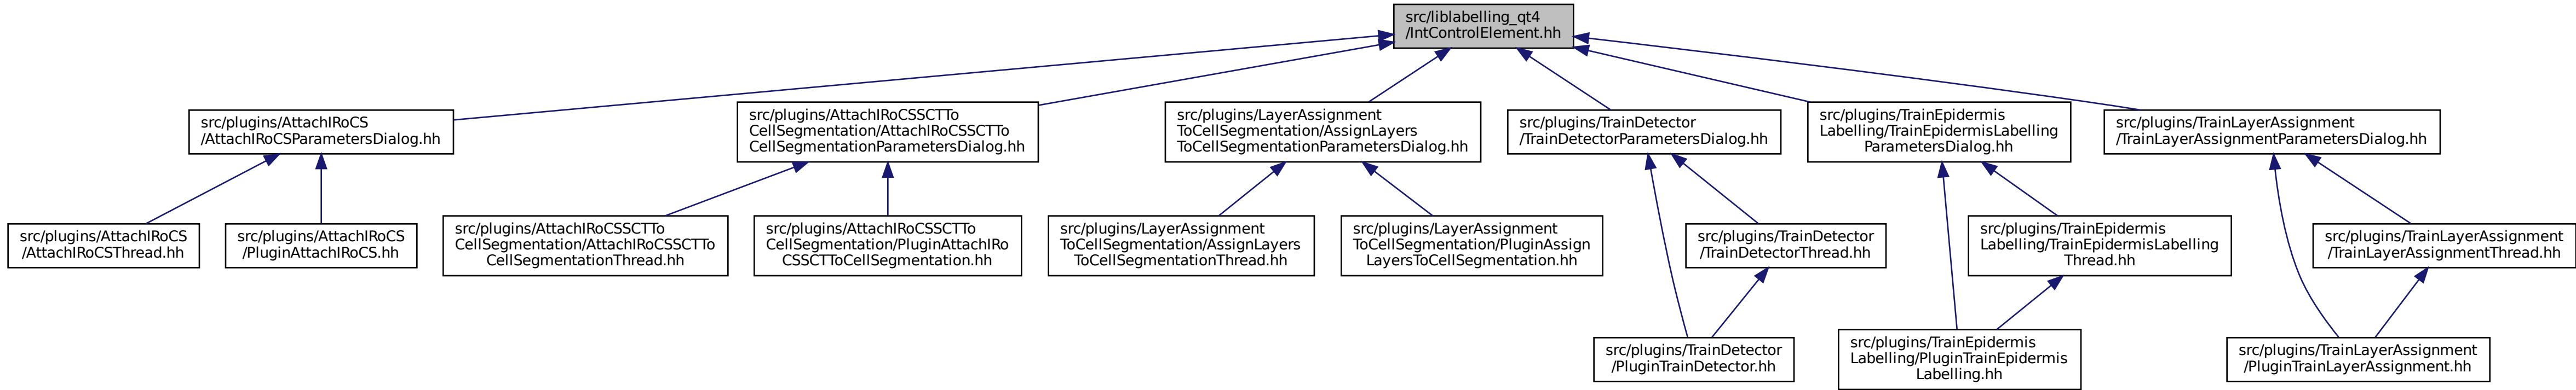 src/liblabelling_qt4
/IntControlElement.hh
src/plugins/AttachIRoCS
/AttachIRoCSParametersDialog.hh
src/plugins/AttachIRoCSSCTTo
CellSegmentation/AttachIRoCSSCTTo
CellSegmentationParametersDialog.hh
src/plugins/LayerAssignment
ToCellSegmentation/AssignLayers
ToCellSegmentationParametersDialog.hh
src/plugins/TrainDetector
/TrainDetectorParametersDialog.hh
src/plugins/TrainEpidermis
Labelling/TrainEpidermisLabelling
ParametersDialog.hh
src/plugins/TrainLayerAssignment
/TrainLayerAssignmentParametersDialog.hh
src/plugins/AttachIRoCS
/AttachIRoCSThread.hh
src/plugins/AttachIRoCS
/PluginAttachIRoCS.hh
src/plugins/AttachIRoCSSCTTo
CellSegmentation/AttachIRoCSSCTTo
CellSegmentationThread.hh
src/plugins/AttachIRoCSSCTTo
CellSegmentation/PluginAttachIRo
CSSCTToCellSegmentation.hh
src/plugins/LayerAssignment
ToCellSegmentation/AssignLayers
ToCellSegmentationThread.hh
src/plugins/LayerAssignment
ToCellSegmentation/PluginAssign
LayersToCellSegmentation.hh
src/plugins/TrainDetector
/TrainDetectorThread.hh
src/plugins/TrainEpidermis
Labelling/TrainEpidermisLabelling
Thread.hh
src/plugins/TrainLayerAssignment
/TrainLayerAssignmentThread.hh
src/plugins/TrainDetector
/PluginTrainDetector.hh
src/plugins/TrainEpidermis
Labelling/PluginTrainEpidermis
Labelling.hh
src/plugins/TrainLayerAssignment
/PluginTrainLayerAssignment.hh